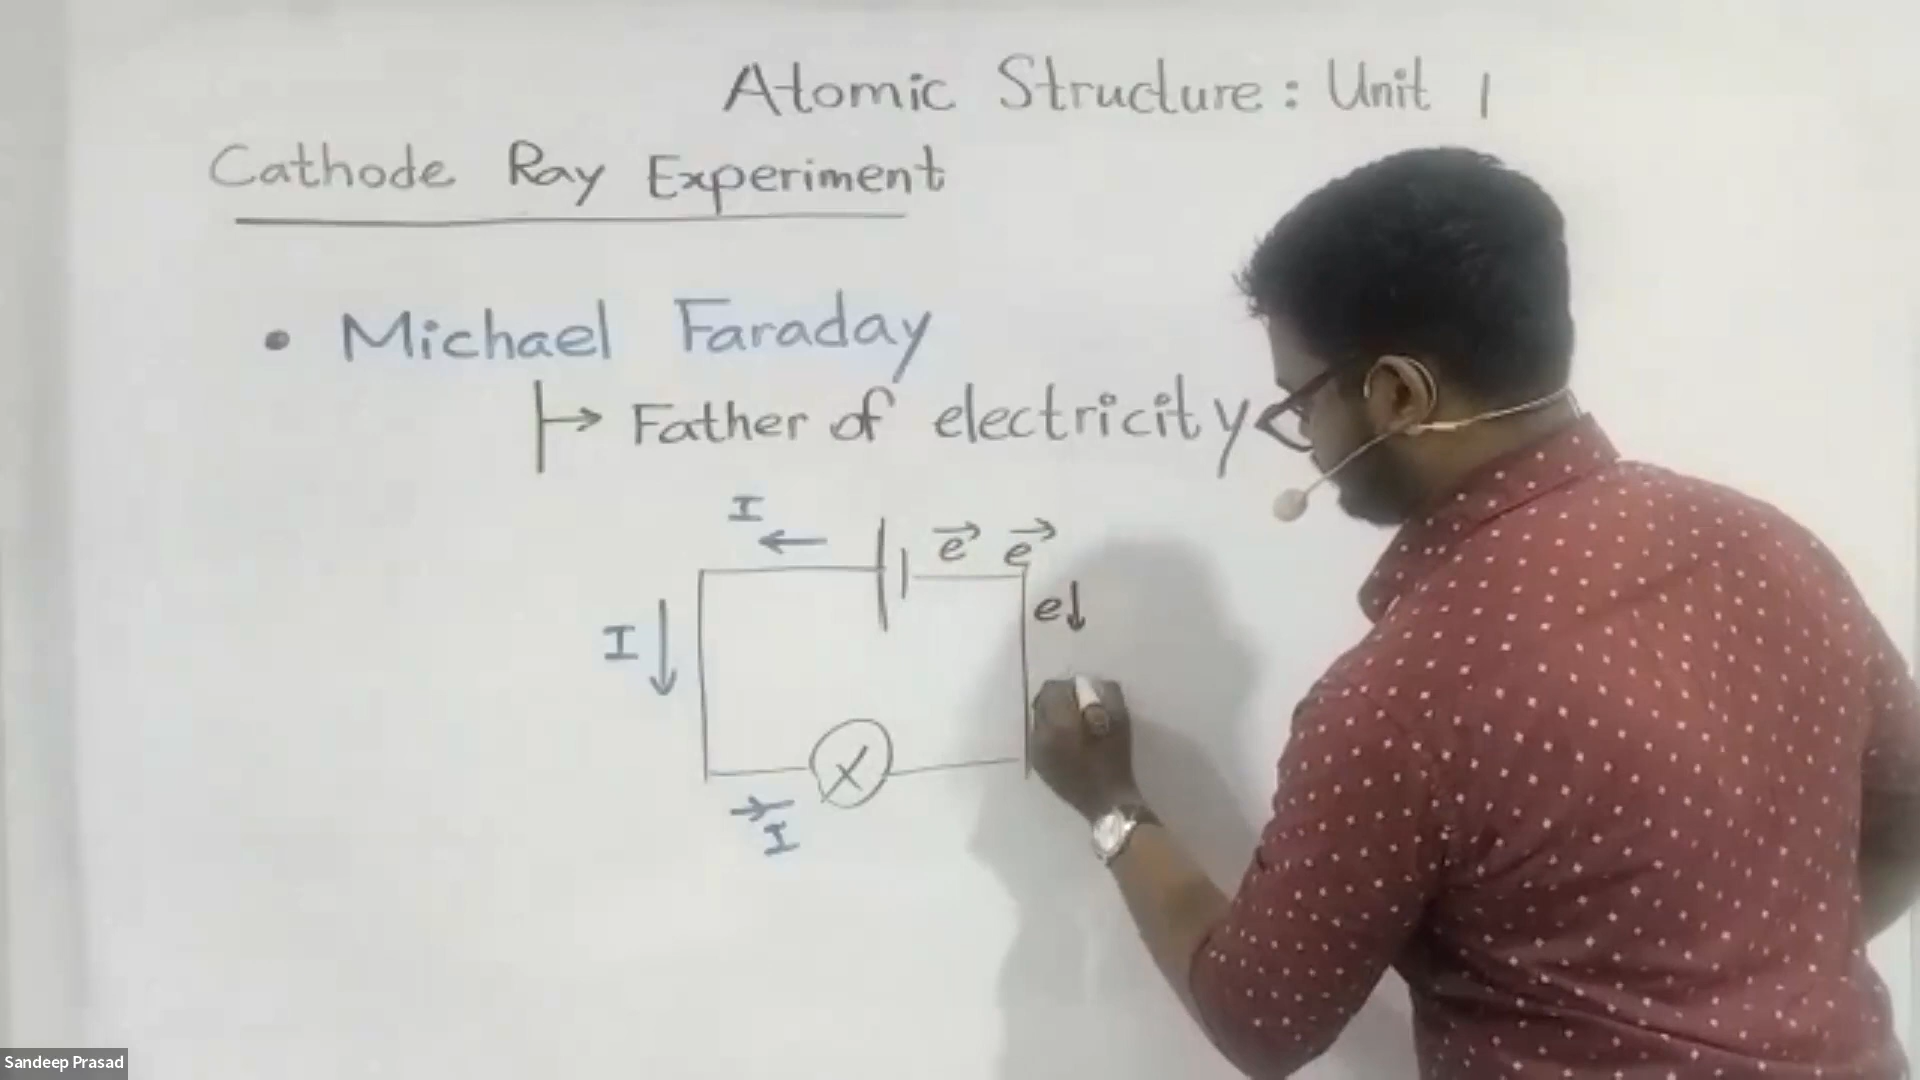 Atomic Structure : Unit 1
Cathode Ray Experiment
• Michael Faraday
Father of electricity
I
e e
I
e
X
I
Sandeep Prasad